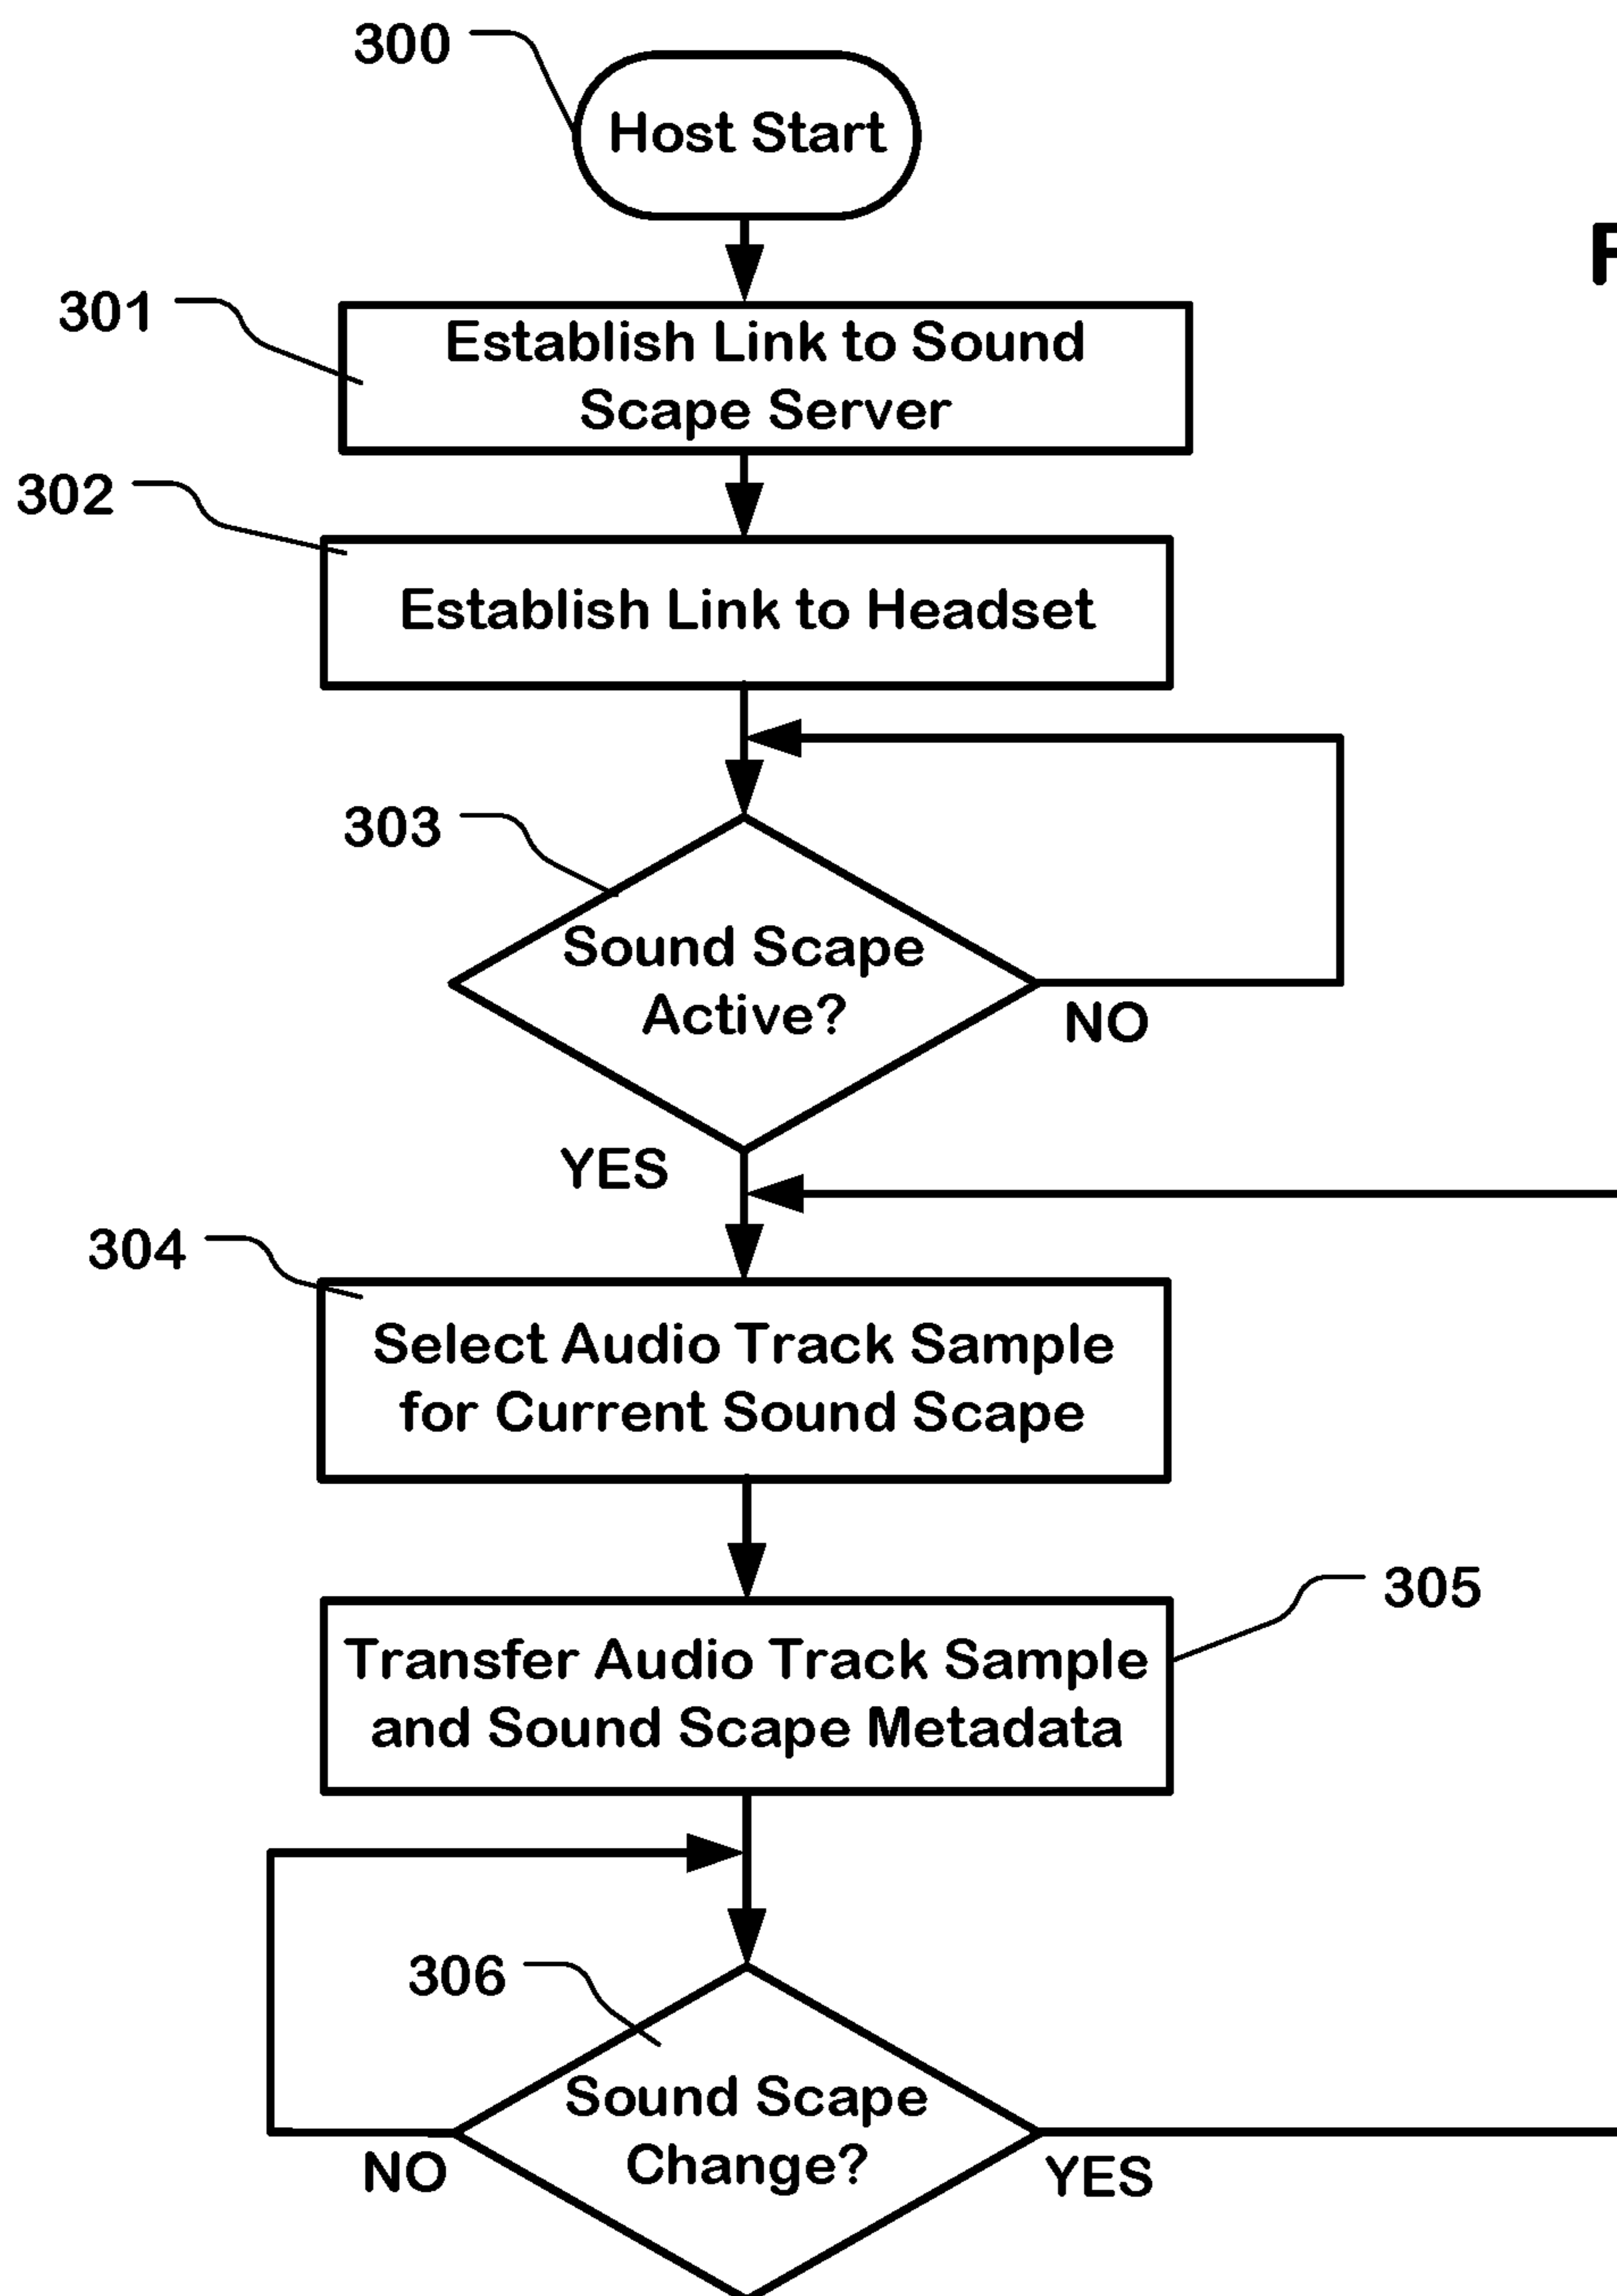 300
Host Start
301
Establish Link to Sound
Scape Server
302
Establish Link to Headset
303
Sound Scape
Active?
NO
YES
304
Select Audio Track Sample
for Current Sound Scape
305
Transfer Audio Track Sample
and Sound Scape Metadata
306
Sound Scape
Change?
NO
YES